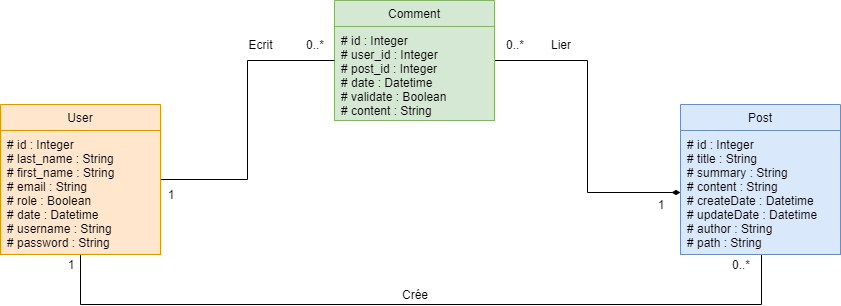 Comment
# id : Integer
# user_id : Integer
# post_id : Integer
# date : Datetime
# validate : Boolean
# content : String
Ecrit
0..*
0..*
Lier
User
# id : Integer
# last_name : String
# first_name : String
# email : String
# role : Boolean
# date : Datetime
# username : String
# password : String
1
1
Post
# id : Integer
# title : String
# summary : String
# content : String
# createDate : Datetime
# updateDate : Datetime
# author : String
# path : String
1
0..*
Crée